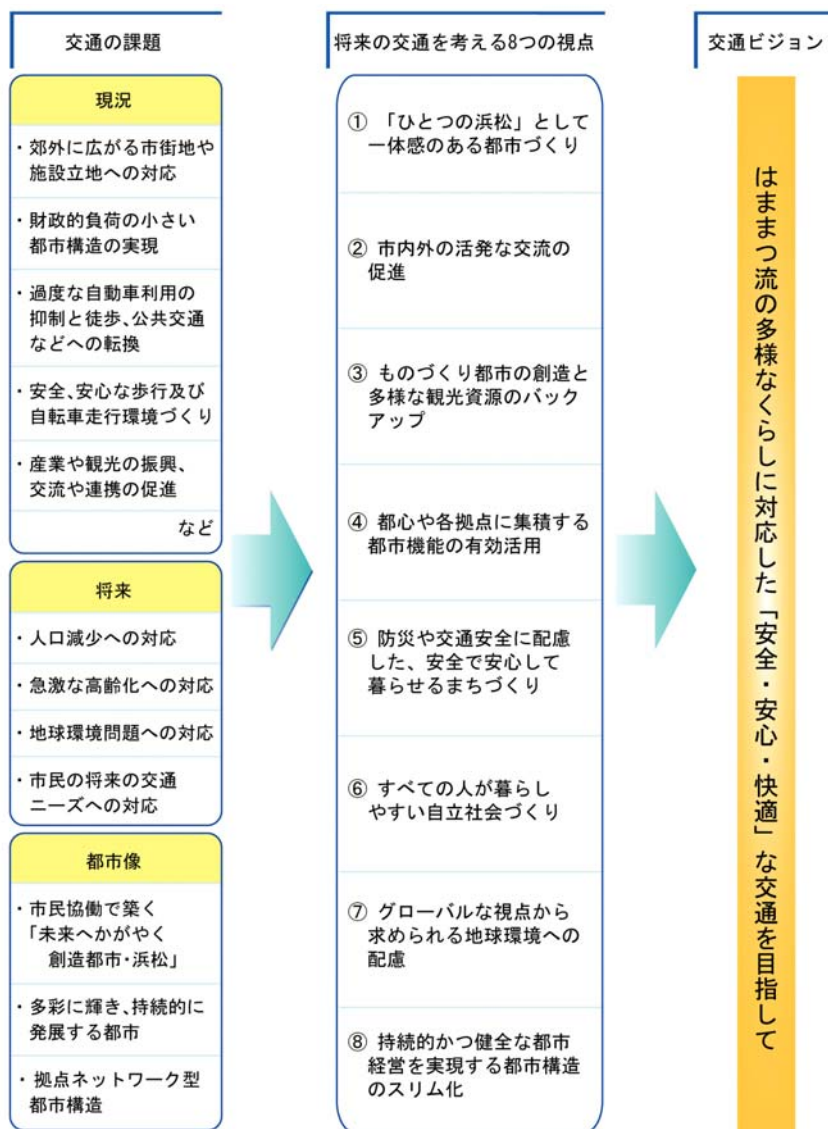 交通の課題
現況
・郊外に広がる市街地や
施設立地への対応
・財政的負荷の小さい
都市構造の実現
・過度な自動車利用の
抑制と徒歩、公共交通
などへの転換
・安全、安心な歩行及び
自転車走行環境づくり
・産業や観光の振興、
交流や連携の促進
など
将来
・人口減少への対応
・急激な高齢化への対応
・地球環境問題への対応
・市民の将来の交通
ニーズへの対応
都市像
・市民協働で築く
「未来へかがやく
創造都市・浜松」
・多彩に輝き、持続的に
発展する都市
・拠点ネットワーク型
都市構造
将来の交通を考える8つの視点
① 「ひとつの浜松」として
一体感のある都市づくり
② 市内外の活発な交流の
促進
③ ものづくり都市の創造と
多様な観光資源のバック
アップ
④ 都心や各拠点に集積する
都市機能の有効活用
⑤ 防災や交通安全に配慮
した、安全で安心して
暮らせるまちづくり
⑥ すべての人が暮らし
やすい自立社会づくり
⑦ グローバルな視点から
求められる地球環境への
配慮
⑧ 持続的かつ健全な都市
経営を実現する都市構造
のスリム化
交通ビジョン
はままつ流の多様なくらしに対応した「安全・安心・快適」な交通を目指して